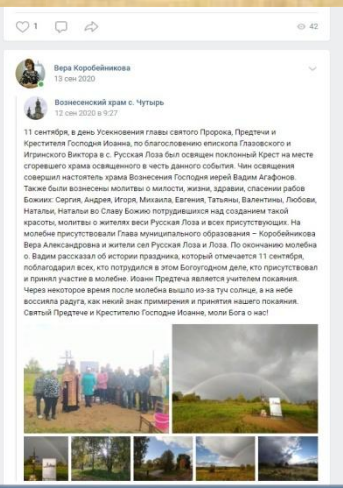 1
42
Вера Коробейникова
13 сен 2020
Вознесенский храм с. Чутырь
12 сен 2020 в 9:27
11 сентября, в день Усекновения главы святого Пророка, Предтечи и
Крестителя Господня Иоанна, по благословению епископа Глазовского и
Игринского Виктора в с. Русская Лоза был освящен поклонный Крест на месте
сгоревшего храма освященного в честь данного события. Чин освящения
совершил настоятель храма Вознесения Господня иерей Вадим Агафонов.
Также были вознесены молитвы о милости, жизни, здравии, спасении рабов
Божиих: Сергия, Андрея, Игоря, Михаила, Евгения, Татьяны, Валентины, Любови,
Натальи, Натальи во Славу Божию потрудившихся над созданием такой
красоты, молитвы о жителях веси Русская Лоза и всех присутствующих. На
молебне присутствовали Глава муниципального образования – Коробейникова
Вера Александровна и жители сел Русская Лоза и Лоза. По окончанию молебна
о. Вадим рассказал об истории праздника, который отмечается 11 сентября,
поблагодарил всех, кто потрудился в этом Богоугодном деле, кто присутствовал
и принял участие в молебне. Иоанн Предтеча является учителем покаяния.
Через некоторое время после молебна вышло из-за туч солнце, а на небе
воссияла радуга, как некий знак примирения и принятия нашего покаяния.
Святый Предтече и Крестителю Господне Иоанне, моли Бога о нас!